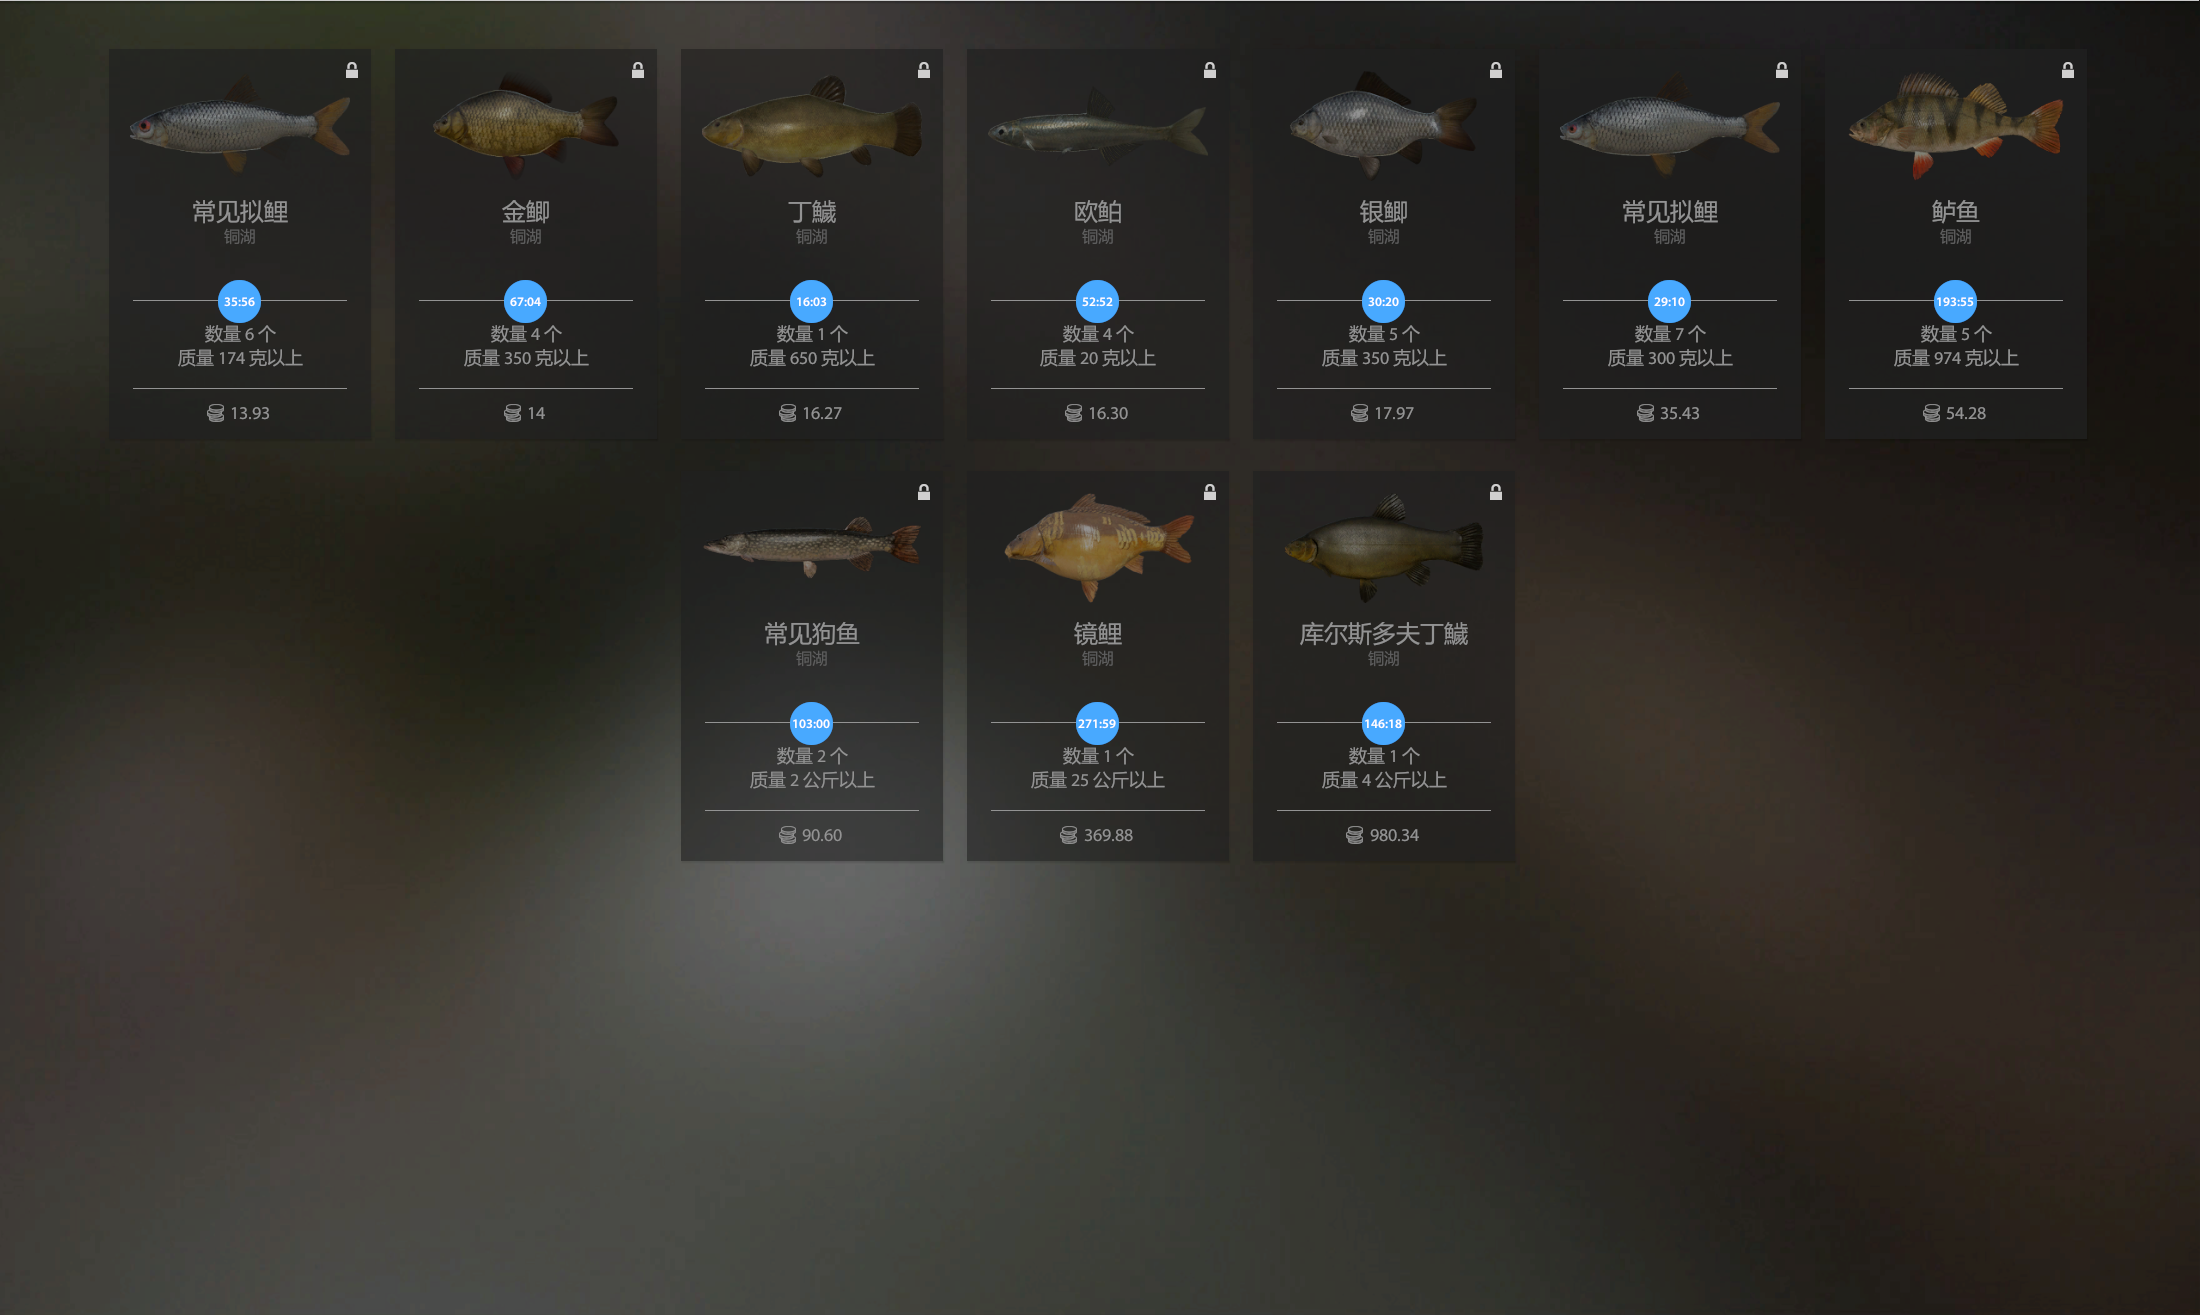 常见拟鲤
铜湖
35:56
数量 6 个
质量 174 克以上
13.93
金鲫
铜湖
67:04
数量 4 个
质量 350 克以上
14
丁鱥
铜湖
16:03
数量 1 个
质量 650 克以上
16.27
欧鲌
铜湖
52:52
数量 4 个
质量 20 克以上
16.30
银鲫
铜湖
30:20
数量 5 个
质量 350 克以上
17.97
常见拟鲤
铜湖
29:10
数量 7 个
质量 300 克以上
35.43
鲈鱼
铜湖
193:55
数量 5 个
质量 974 克以上
54.28
常见狗鱼
铜湖
103:00
数量 2 个
质量 2 公斤以上
90.60
镜鲤
铜湖
271:59
数量 1 个
质量 25 公斤以上
369.88
库尔斯多夫丁鱥
铜湖
146:18
数量 1 个
质量 4 公斤以上
980.34